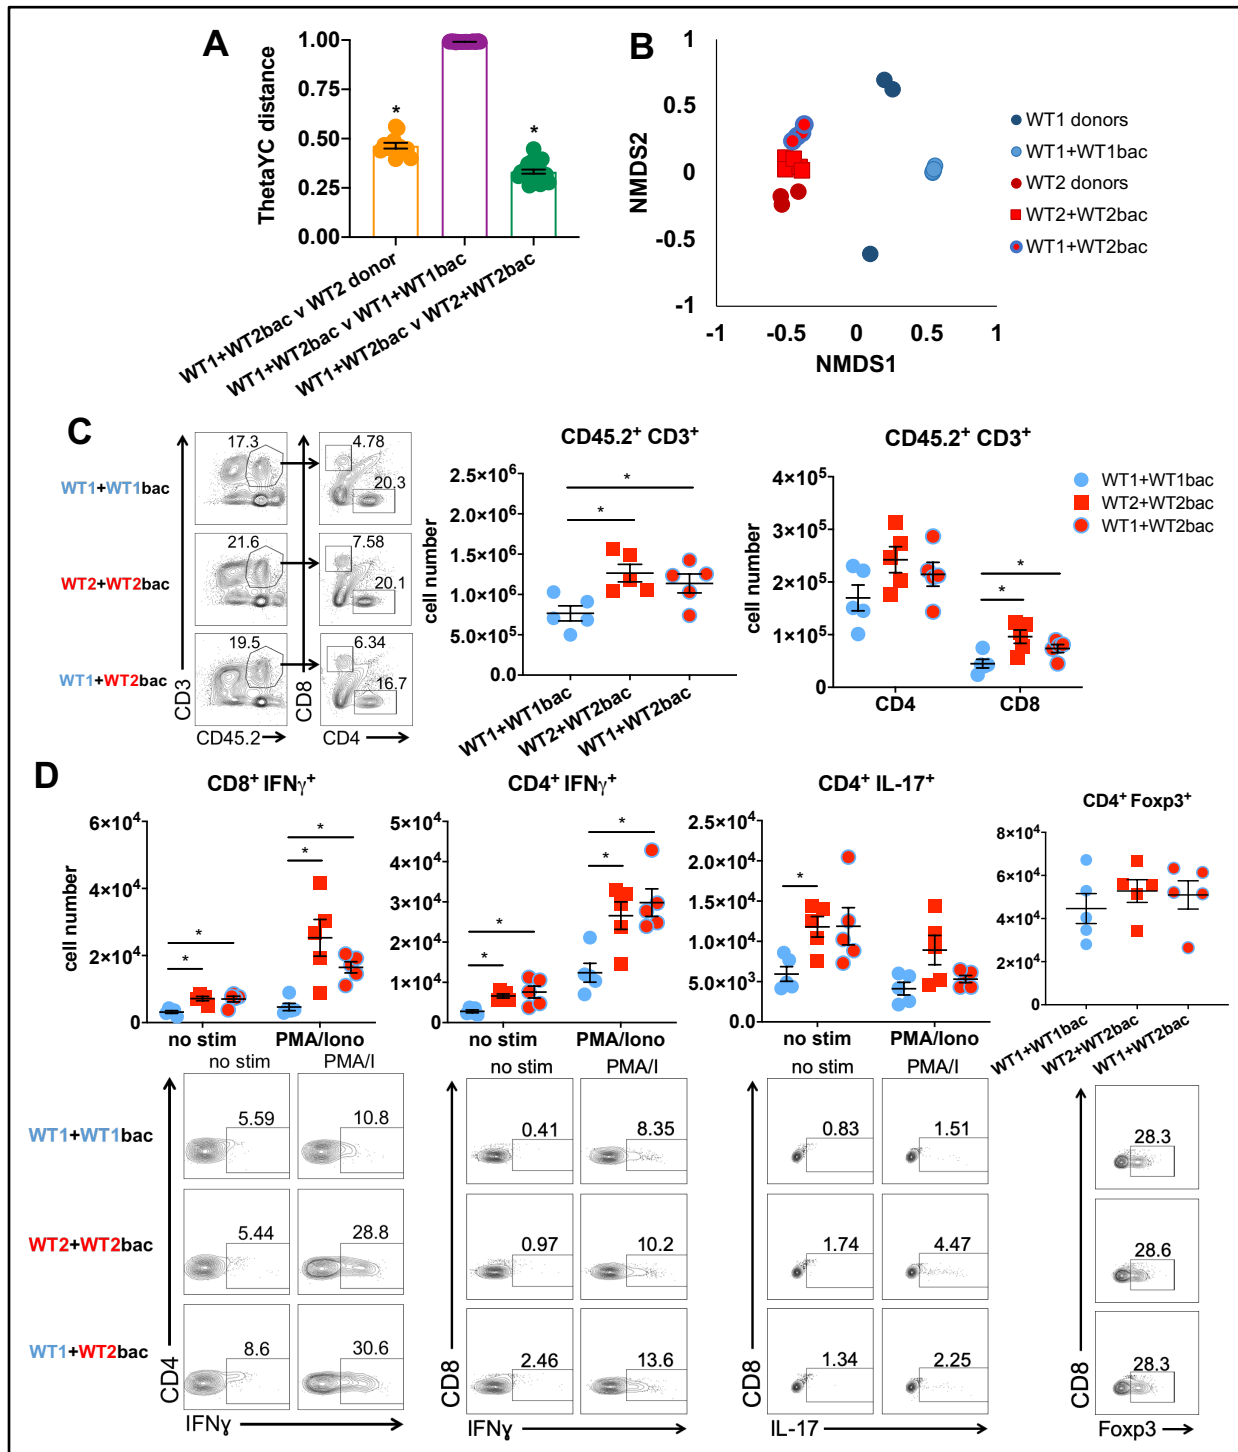 A
ThetaYC distance
1.00
0.75
0.50
0.25
0.00
*
*
WT1+WT2bac v WT2 donor
WT1+WT2bac v WT1+WT1bac
WT1+WT2bac v WT2+WT2bac
B
NMDS2
1
0.5
0
-0.5
-1
-1
-0.5
0
0.5
1
NMDS1
WT1 donors
WT1+WT1bac
WT2 donors
WT2+WT2bac
WT1+WT2bac
C
WT1+WT1bac
WT2+WT2bac
WT1+WT2bac
17.3
4.78
20.3
21.6
7.58
20.1
19.5
6.34
16.7
CD3
CD8
CD45.2
CD4
CD45.2⁺ CD3⁺
cell number
2.5×10⁶
2.0×10⁶
1.5×10⁶
1.0×10⁶
5.0×10⁵
0.0
*
*
WT1+WT1bac
WT2+WT2bac
WT1+WT2bac
CD45.2⁺ CD3⁺
cell number
4×10⁵
3×10⁵
2×10⁵
1×10⁵
0
*
*
CD4
CD8
WT1+WT1bac
WT2+WT2bac
WT1+WT2bac
D
CD8⁺ IFNγ⁺
cell number
6×10⁴
4×10⁴
2×10⁴
0
*
*
*
*
no stim
PMA/Iono
CD4⁺ IFNγ⁺
5×10⁴
4×10⁴
3×10⁴
2×10⁴
1×10⁴
0
*
*
*
*
no stim
PMA/Iono
CD4⁺ IL-17⁺
2.5×10⁴
2.0×10⁴
1.5×10⁴
1.0×10⁴
5.0×10³
0.0
*
no stim
PMA/Iono
CD4⁺ Foxp3⁺
8×10⁴
6×10⁴
4×10⁴
2×10⁴
0
WT1+WT1bac
WT2+WT2bac
WT1+WT2bac
no stim
PMA/I
no stim
PMA/I
no stim
PMA/I
WT1+WT1bac
5.59
10.8
0.41
8.35
0.83
1.51
28.3
WT2+WT2bac
5.44
28.8
0.97
10.2
1.74
4.47
28.6
WT1+WT2bac
8.6
30.6
2.46
13.6
1.34
2.25
28.3
CD4
CD8
CD8
CD8
IFNɣ
IFNɣ
IL-17
Foxp3